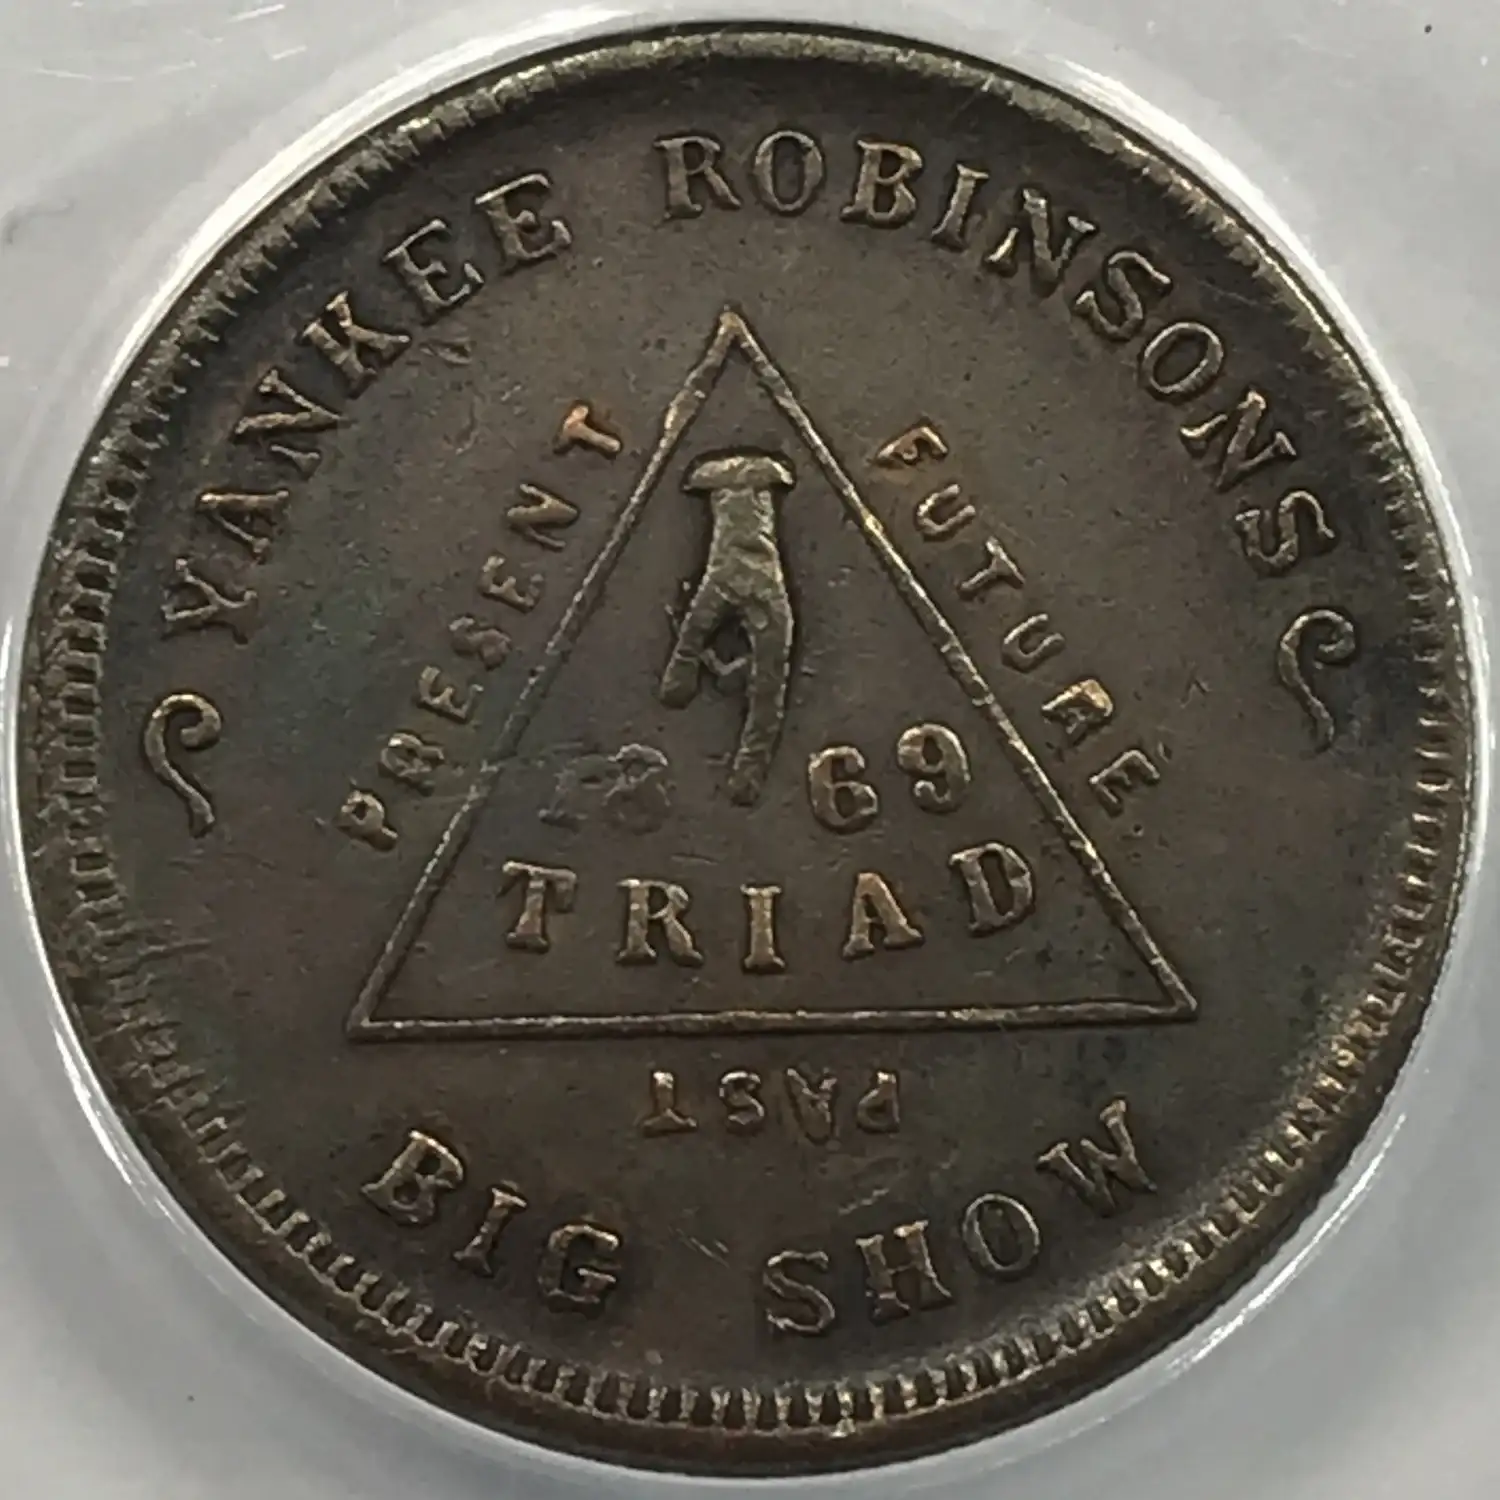 YANKEE ROBINSONS
PRESENT
FUTURE
1869
TRIAD
PAST
BIG SHOW